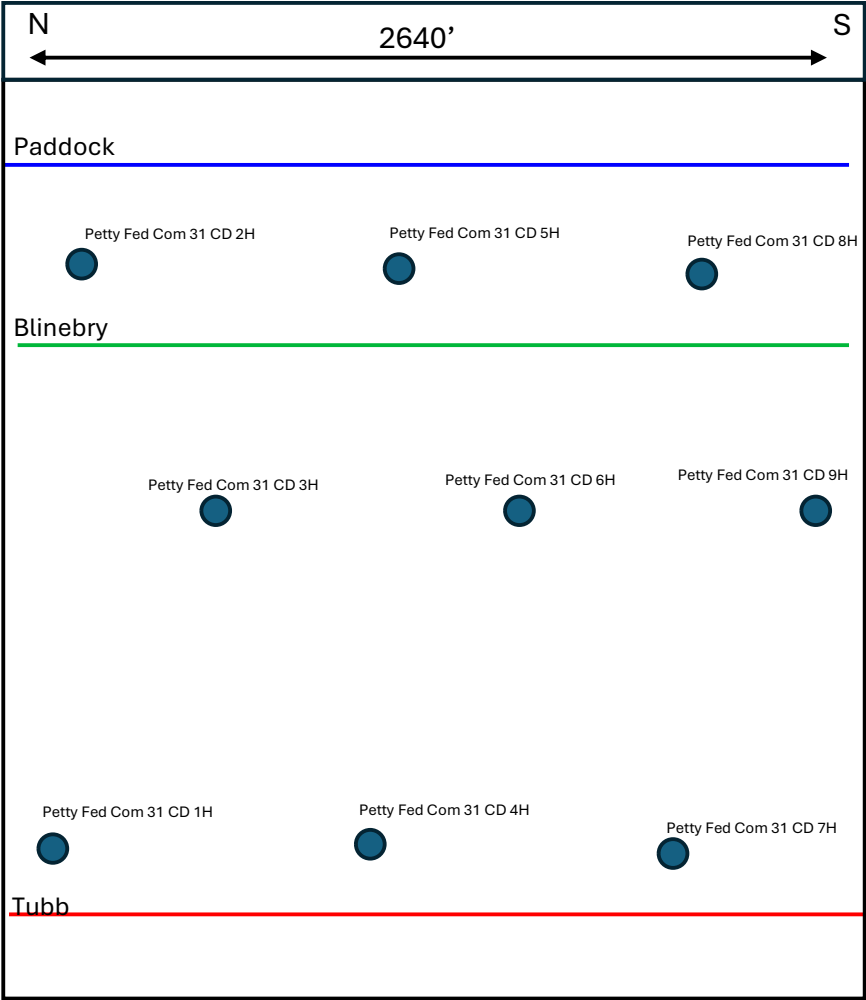 N
S
2640’
Paddock
Petty Fed Com 31 CD 2H
Petty Fed Com 31 CD 5H
Petty Fed Com 31 CD 8H
Blinebry
Petty Fed Com 31 CD 3H
Petty Fed Com 31 CD 6H
Petty Fed Com 31 CD 9H
Petty Fed Com 31 CD 1H
Petty Fed Com 31 CD 4H
Petty Fed Com 31 CD 7H
Tubb